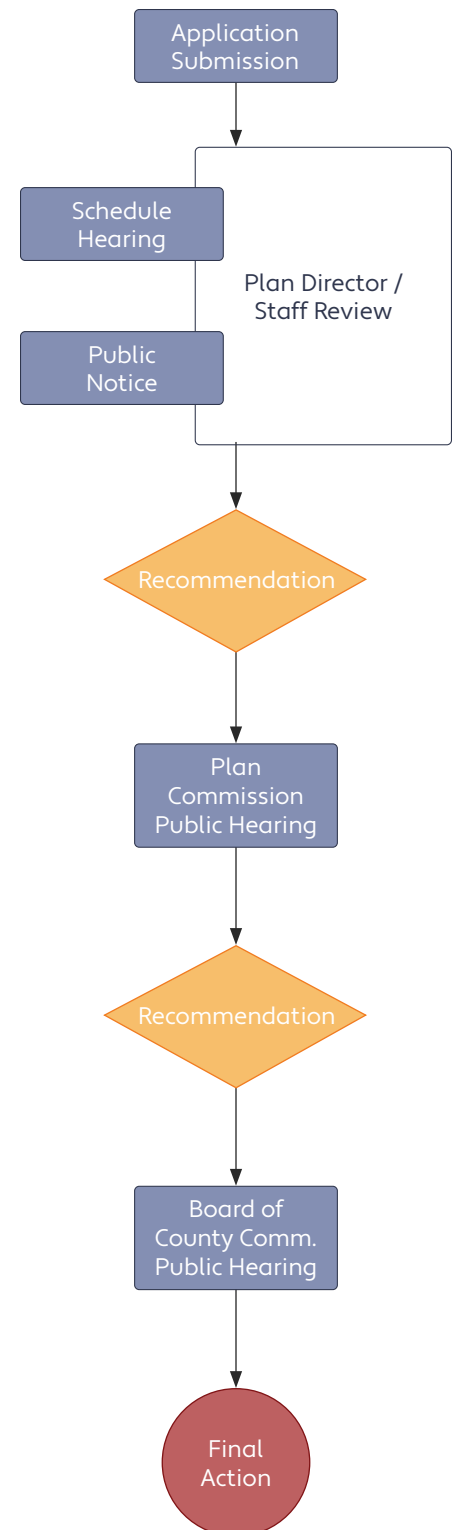 Application
Submission
Schedule
Hearing
Plan Director /
Staff Review
Public
Notice
Recommendation
Plan
Commission
Public Hearing
Recommendation
Board of
County Comm.
Public Hearing
Final
Action